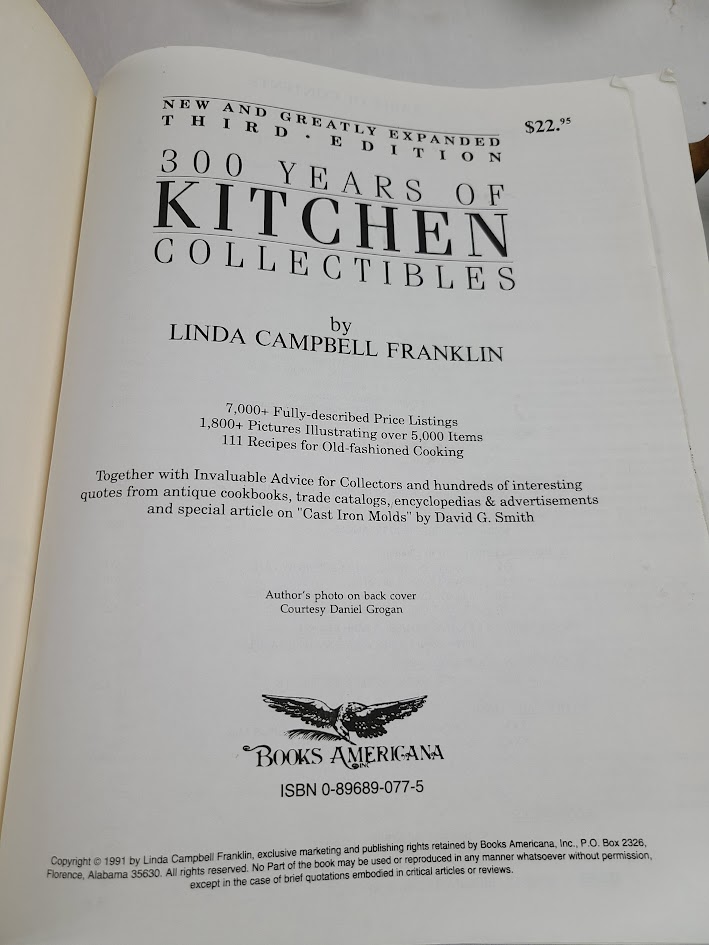 NEW AND GREATLY EXPANDED
THIRD · EDITION
$22.95
300 YEARS OF
KITCHEN
COLLECTIBLES
by
LINDA CAMPBELL FRANKLIN
7,000+ Fully-described Price Listings
1,800+ Pictures Illustrating over 5,000 Items
111 Recipes for Old-fashioned Cooking
Together with Invaluable Advice for Collectors and hundreds of interesting
quotes from antique cookbooks, trade catalogs, encyclopedias & advertisements
and special article on "Cast Iron Molds" by David G. Smith
Author's photo on back cover
Courtesy Daniel Grogan
BOOKS AMERICANA
INC
ISBN 0-89689-077-5
Copyright © 1991 by Linda Campbell Franklin, exclusive marketing and publishing rights retained by Books Americana, Inc., P.O. Box 2326,
Florence, Alabama 35630. All rights reserved. No Part of the book may be used or reproduced in any manner whatsoever without permission,
except in the case of brief quotations embodied in critical articles or reviews.